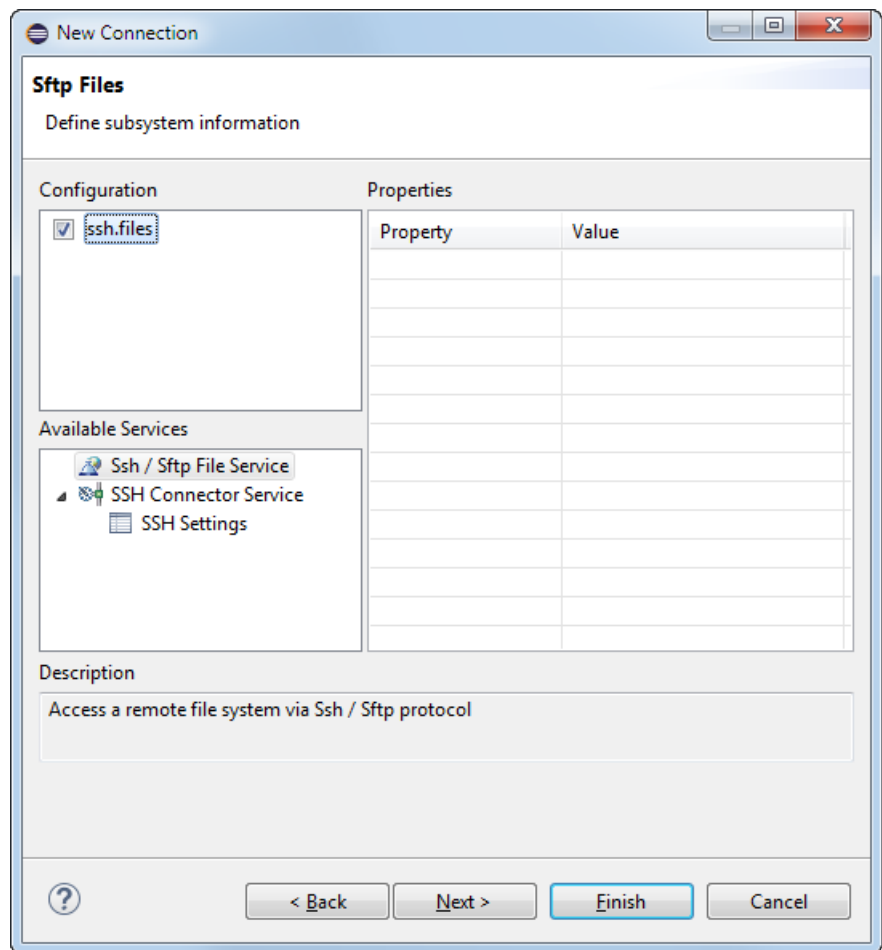 New Connection
Sftp Files
Define subsystem information
Configuration
Properties
ssh.files
Property Value
Available Services
Ssh / Sftp File Service
SSH Connector Service
SSH Settings
Description
Access a remote file system via Ssh / Sftp protocol
? < Back Next > Finish Cancel